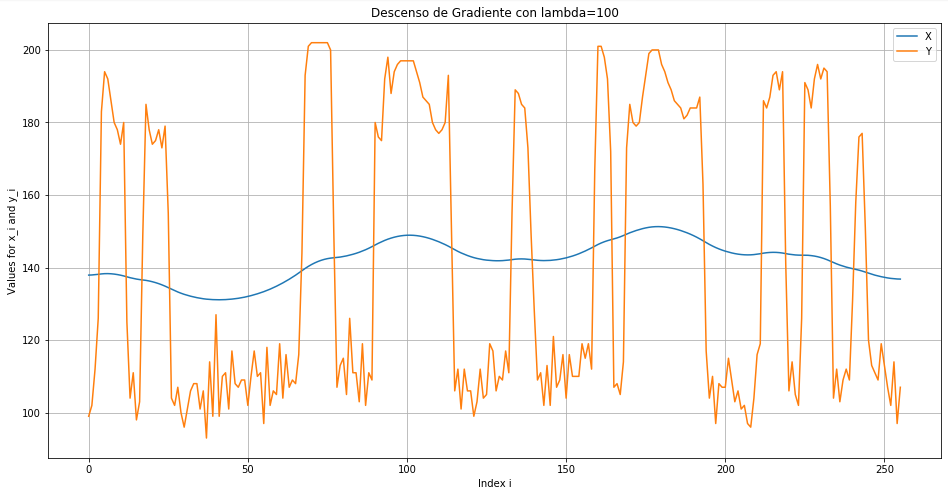 Descenso de Gradiente con lambda=100
X
Y
Values for x_i and y_i
200
180
160
140
120
100
0
50
100
150
200
250
Index i